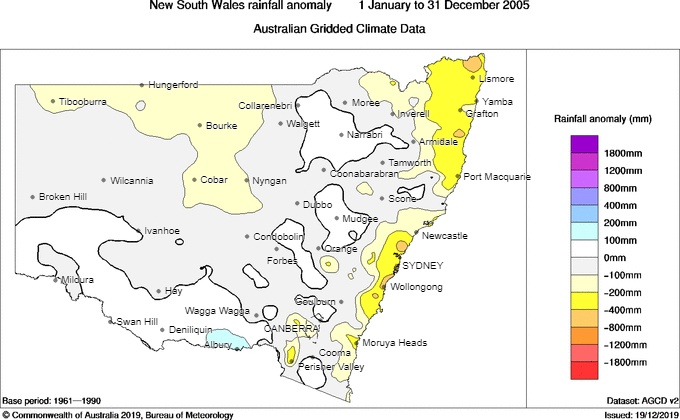 New South Wales rainfall anomaly 1 January to 31 December 2005
Australian Gridded Climate Data
Hungerford
Tibooburra
Collarenebri
Moree
Lismore
Inverell
Yamba
Grafton
Bourke
Walgett
Narrabri
Armidale
Tamworth
Coonabarabran
Port Macquarie
Wilcannia
Cobar
Nyngan
Broken Hill
Scone
Dubbo
Mudgee
Ivanhoe
Condobolin
Newcastle
Orange
Forbes
SYDNEY
Mildura
Hay
Wollongong
Goulburn
Wagga Wagga
Swan Hill
Deniliquin
CANBERRA
Albury
Moruya Heads
Cooma
Perisher Valley
Rainfall anomaly (mm)
1800mm
1200mm
800mm
400mm
200mm
100mm
0mm
-100mm
-200mm
-400mm
-800mm
-1200mm
-1800mm
Base period: 1961—1990
Dataset: AGCD v2
© Commonwealth of Australia 2019, Bureau of Meteorology
Issued: 19/12/2019